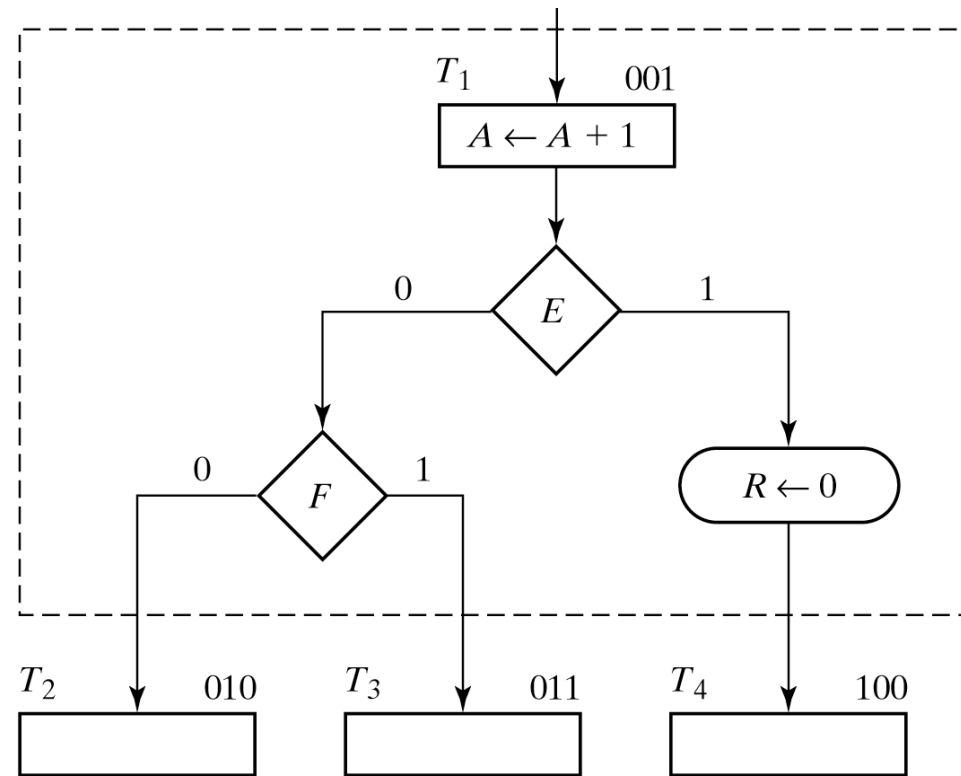 T₁ 001
A ← A + 1
0 E 1
0 F 1
R ← 0
T₂ 010 T₃ 011 T₄ 100